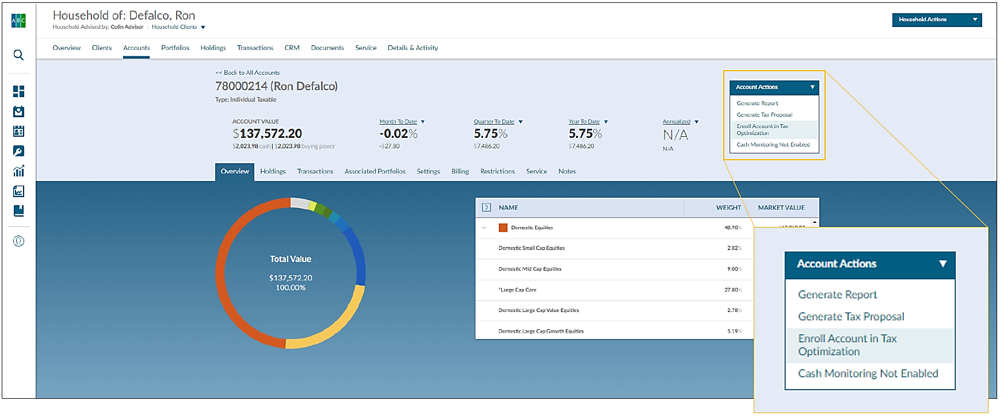 ABC
Household of: Defalco, Ron
Household Advised by: Colin Advisor | Household Clients
Household Actions
Overview Clients Accounts Portfolios Holdings Transactions CRM Documents Service Details & Activity
<< Back to All Accounts
78000214 (Ron Defalco)
Type: Individual Taxable
ACCOUNT VALUE
$137,572.20
$2,023.98 cash | $2,023.98 buying power
Month To Date
-0.02%
-$27.80
Quarter To Date
5.75%
$7,486.20
Year To Date
5.75%
$7,486.20
Annualized
N/A
N/A
Account Actions
Generate Report
Generate Tax Proposal
Enroll Account in Tax
Optimization
Cash Monitoring Not Enabled
Overview Holdings Transactions Associated Portfolios Settings Billing Restrictions Service Notes
Total Value
$137,572.20
100.00%
NAME WEIGHT MARKET VALUE
Domestic Equities 48.90%
Domestic Small Cap Equities 2.02%
Domestic Mid Cap Equities 9.00%
*Large Cap Core 27.80%
Domestic Large Cap Value Equities 2.78%
Domestic Large Cap Growth Equities 5.19%
Account Actions
Generate Report
Generate Tax Proposal
Enroll Account in Tax
Optimization
Cash Monitoring Not Enabled